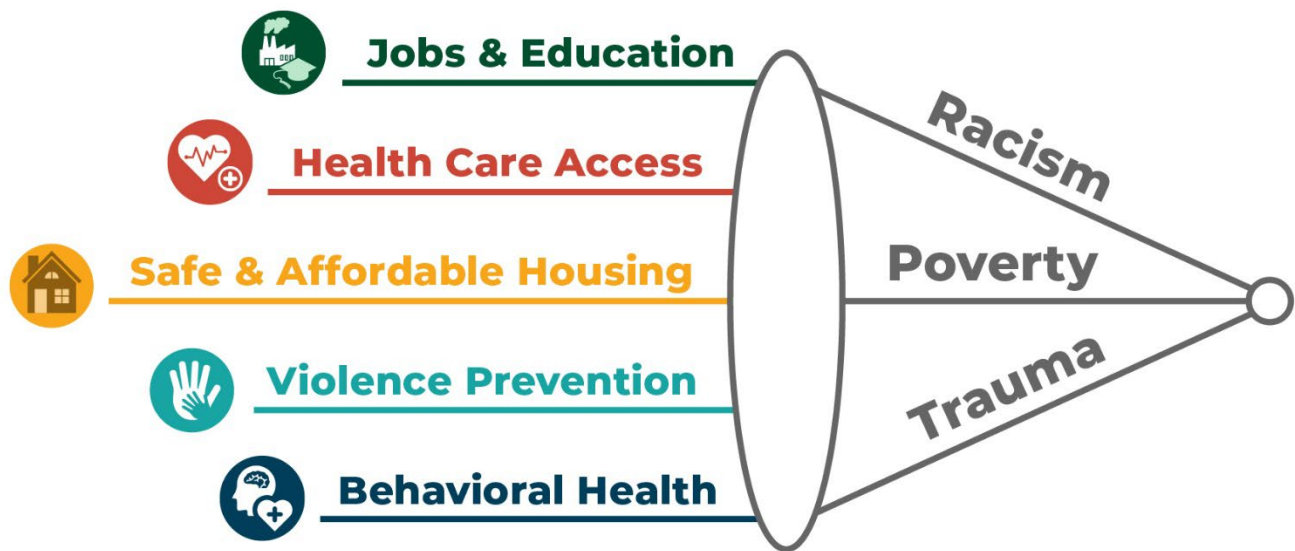 Jobs & Education
Health Care Access
Safe & Affordable Housing
Violence Prevention
Behavioral Health
Racism
Poverty
Trauma